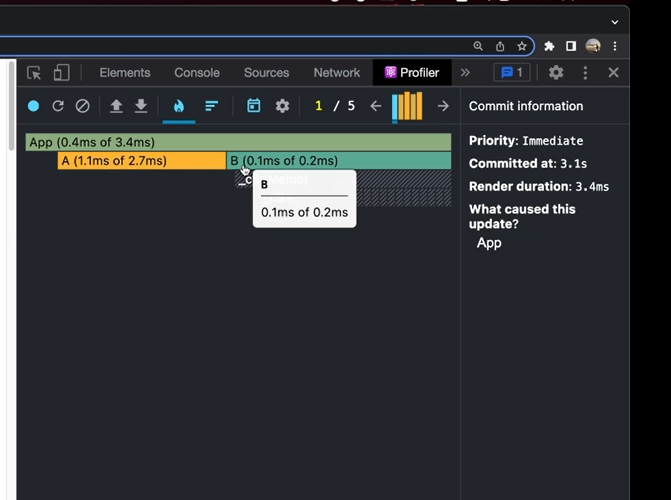 Elements Console Sources Network Profiler » 1
1 / 5 Commit information
App (0.4ms of 3.4ms)
A (1.1ms of 2.7ms) B (0.1ms of 0.2ms)
B
0.1ms of 0.2ms
Priority: Immediate
Committed at: 3.1s
Render duration: 3.4ms
What caused this
update?
App